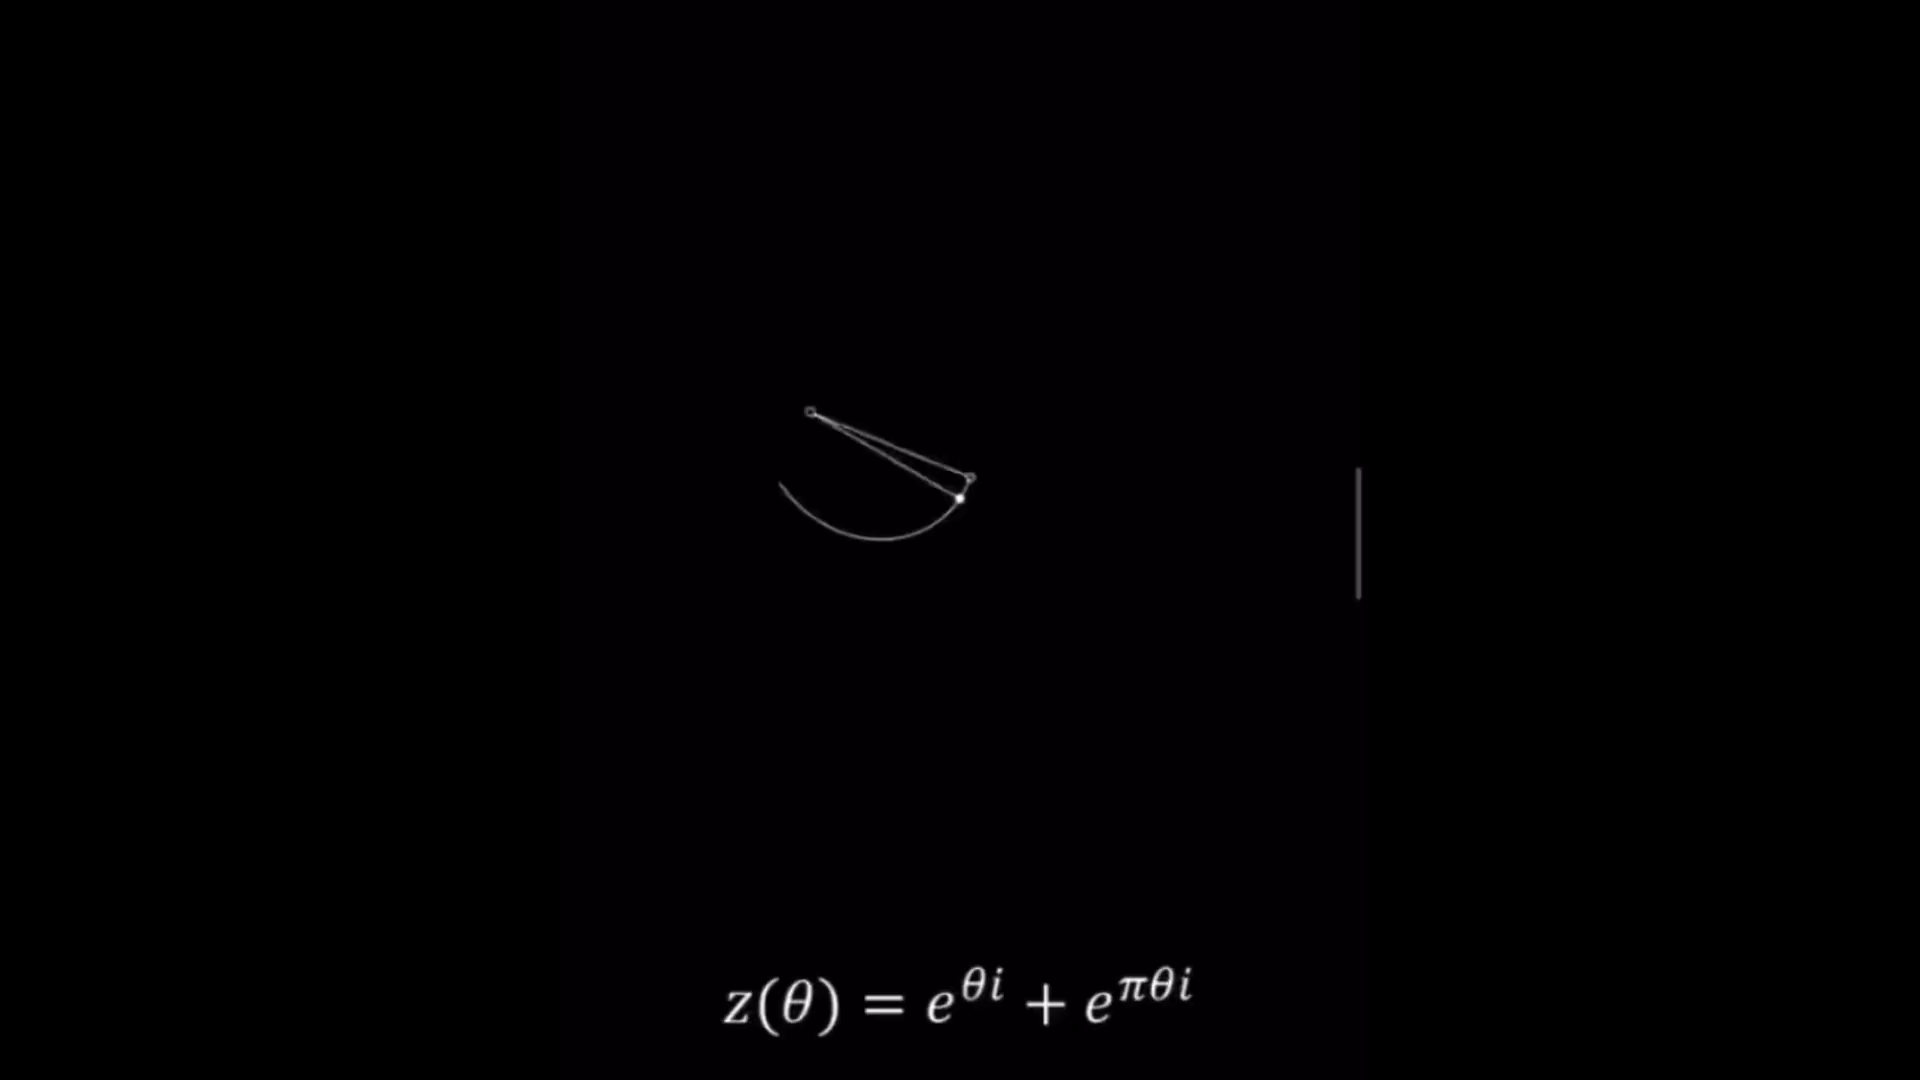 z(θ) = e^{θi} + e^{πθi}